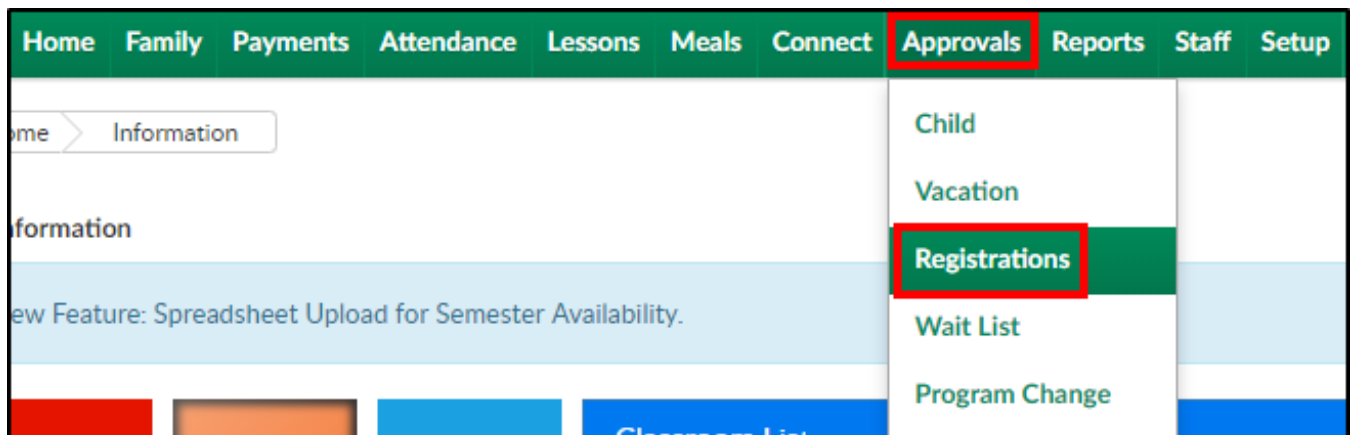 Home Family Payments Attendance Lessons Meals Connect Approvals Reports Staff Setup
ome Information
Child
Vacation
nformation
Registrations
ew Feature: Spreadsheet Upload for Semester Availability.
Wait List
Program Change